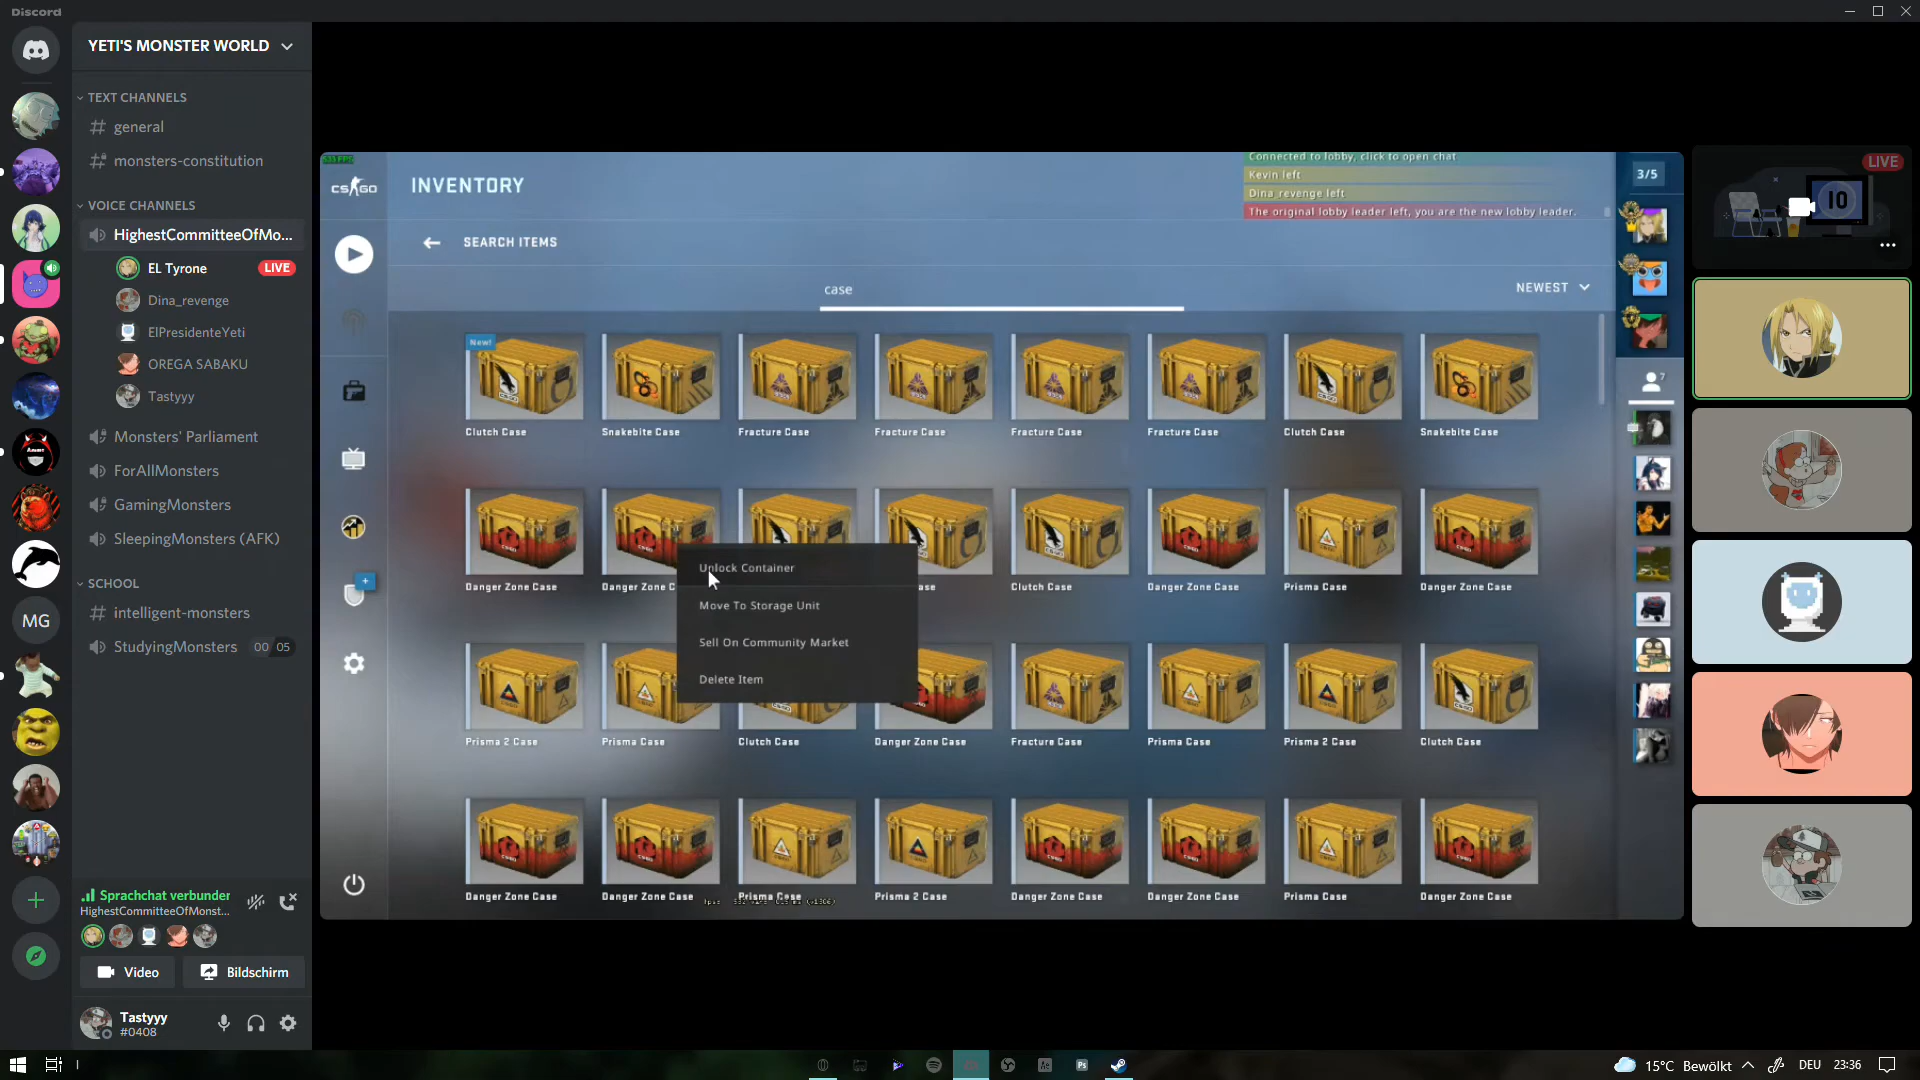 Discord
YETI'S MONSTER WORLD
TEXT CHANNELS
general
monsters-constitution
VOICE CHANNELS
HighestCommitteeOfMo...
EL Tyrone
LIVE
Dina_revenge
ElPresidenteYeti
OREGA SABAKU
Tastyyy
Monsters' Parliament
ForAllMonsters
GamingMonsters
SleepingMonsters (AFK)
SCHOOL
intelligent-monsters
StudyingMonsters
00 05
MG
Sprachchat verbunden
HighestCommitteeOfMonst...
Video
Bildschirm
Tastyyy
#0408
CS:GO
INVENTORY
Connected to lobby, click to open chat
Kevin left
Dina_revenge left
The original lobby leader left, you are the new lobby leader.
3/5
SEARCH ITEMS
case
NEWEST
7
New!
Clutch Case
Snakebite Case
Fracture Case
Fracture Case
Fracture Case
Fracture Case
Clutch Case
Snakebite Case
Danger Zone Case
Danger Zone C
ase
Clutch Case
Danger Zone Case
Prisma Case
Danger Zone Case
Unlock Container
Move To Storage Unit
Sell On Community Market
Delete Item
Prisma 2 Case
Prisma Case
Clutch Case
Danger Zone Case
Fracture Case
Prisma Case
Prisma 2 Case
Clutch Case
Danger Zone Case
Danger Zone Case
Prisma Case
Prisma 2 Case
Danger Zone Case
Danger Zone Case
Prisma Case
Danger Zone Case
LIVE
10
Ps
15°C Bewölkt
DEU
23:36